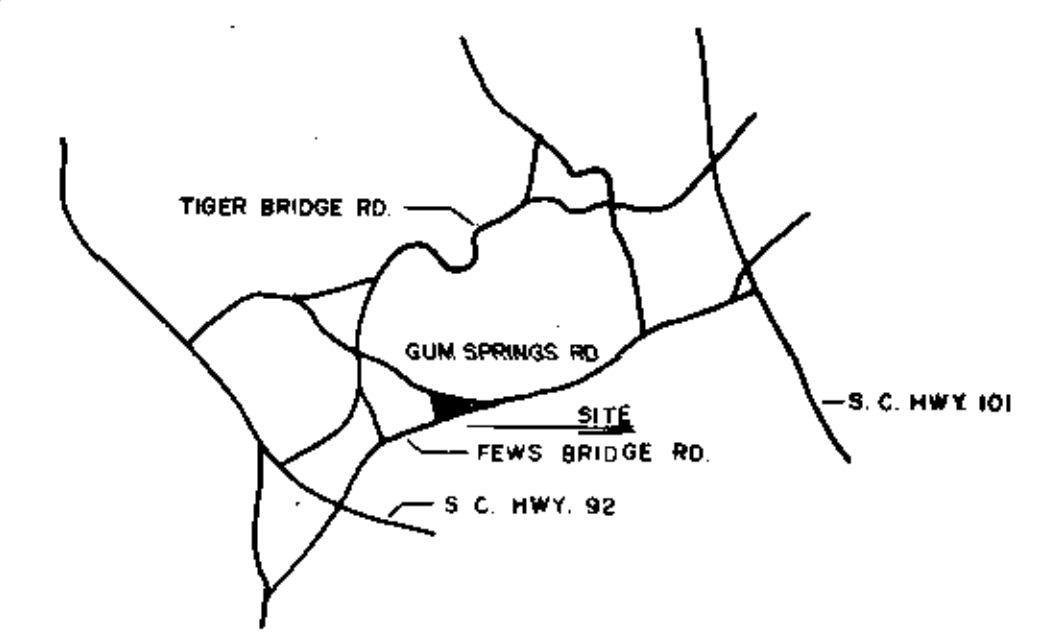 TIGER BRIDGE RD.
GUM SPRINGS RD
S. C. HWY. 101
SITE
FEWS BRIDGE RD.
S C. HWY. 92